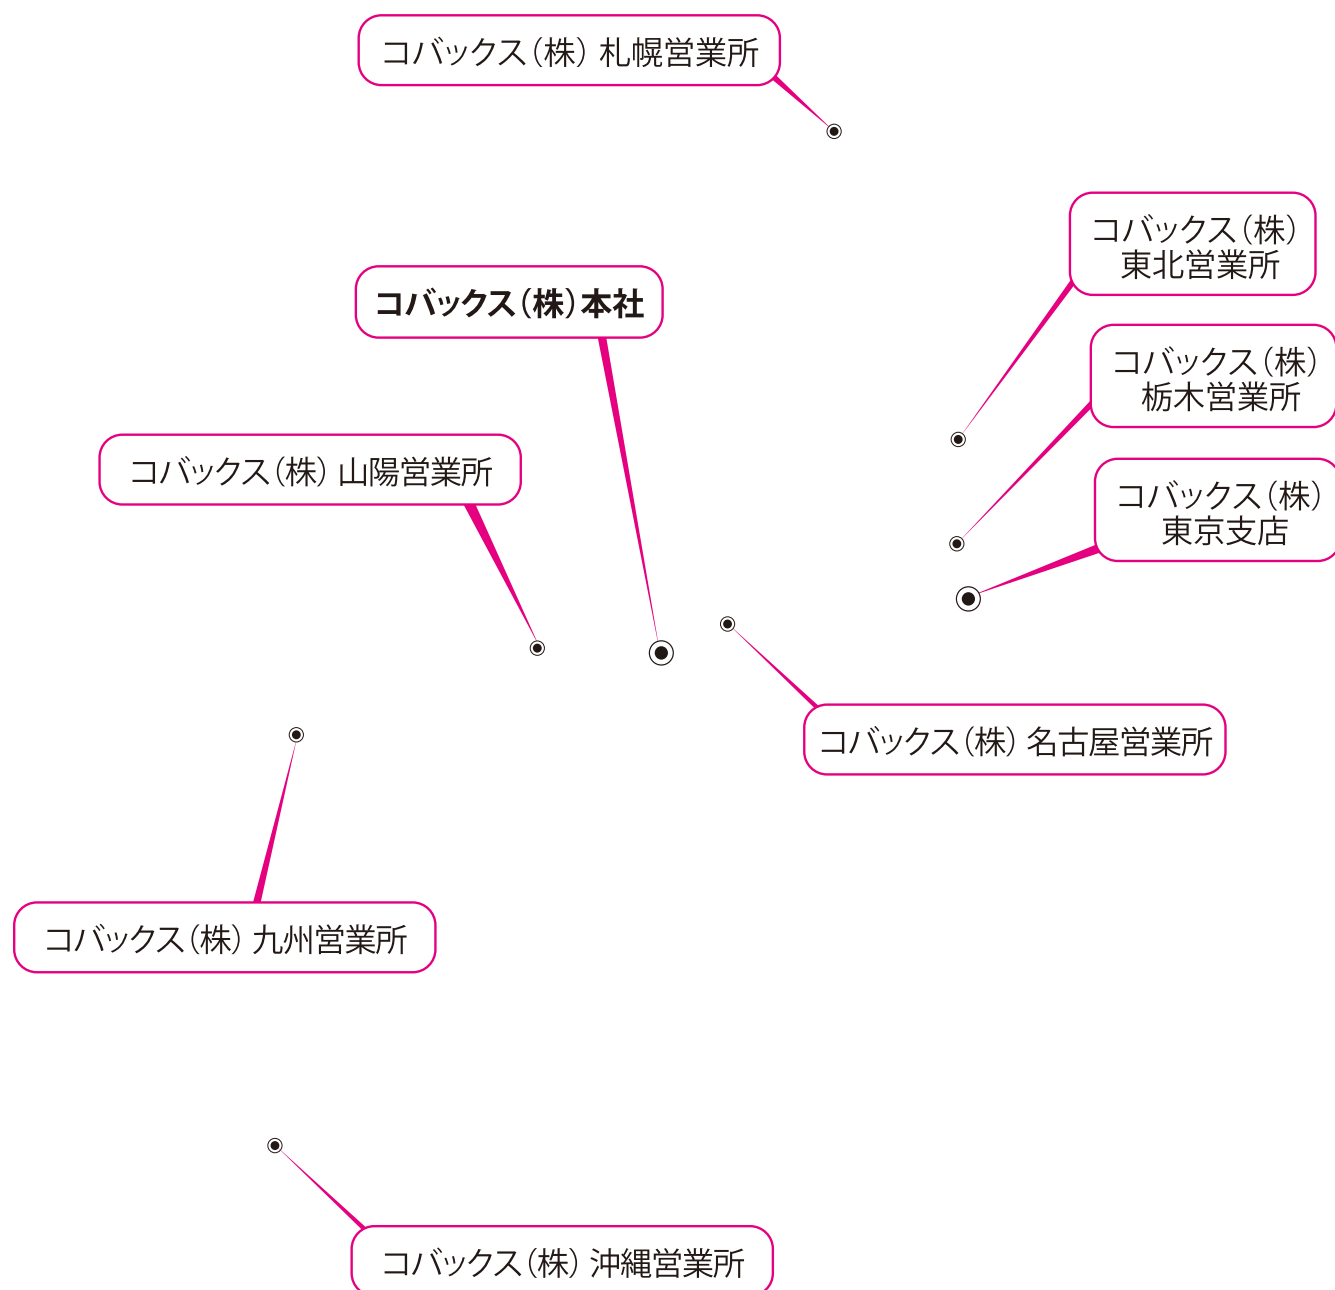 コバックス（株）札幌営業所
コバックス（株）
東北営業所
コバックス（株）本社
コバックス（株）
栃木営業所
コバックス（株）山陽営業所
コバックス（株）
東京支店
コバックス（株）名古屋営業所
コバックス（株）九州営業所
コバックス（株）沖縄営業所